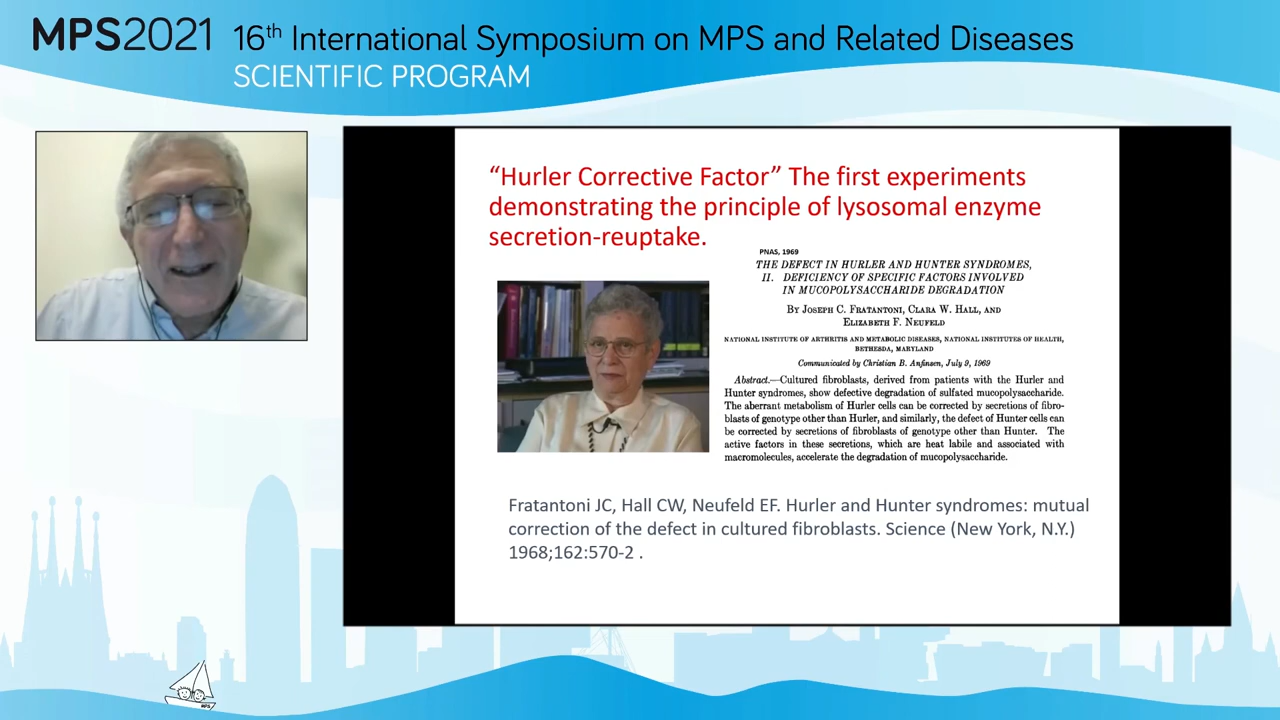 MPS2021 16th International Symposium on MPS and Related Diseases
SCIENTIFIC PROGRAM
“Hurler Corrective Factor” The first experiments
demonstrating the principle of lysosomal enzyme
secretion-reuptake.
PNAS, 1969
THE DEFECT IN HURLER AND HUNTER SYNDROMES,
II. DEFICIENCY OF SPECIFIC FACTORS INVOLVED
IN MUCOPOLYSACCHARIDE DEGRADATION
BY JOSEPH C. FRATANTONI, CLARA W. HALL, AND
ELIZABETH F. NEUFELD
NATIONAL INSTITUTE OF ARTHRITIS AND METABOLIC DISEASES, NATIONAL INSTITUTES OF HEALTH,
BETHESDA, MARYLAND
Communicated by Christian B. Anfinsen, July 9, 1969
Abstract.—Cultured fibroblasts, derived from patients with the Hurler and
Hunter syndromes, show defective degradation of sulfated mucopolysaccharide.
The aberrant metabolism of Hurler cells can be corrected by secretions of fibro-
blasts of genotype other than Hurler, and similarly, the defect of Hunter cells can
be corrected by secretions of fibroblasts of genotype other than Hunter. The
active factors in these secretions, which are heat labile and associated with
macromolecules, accelerate the degradation of mucopolysaccharide.
Fratantoni JC, Hall CW, Neufeld EF. Hurler and Hunter syndromes: mutual
correction of the defect in cultured fibroblasts. Science (New York, N.Y.)
1968;162:570-2 .
MPS